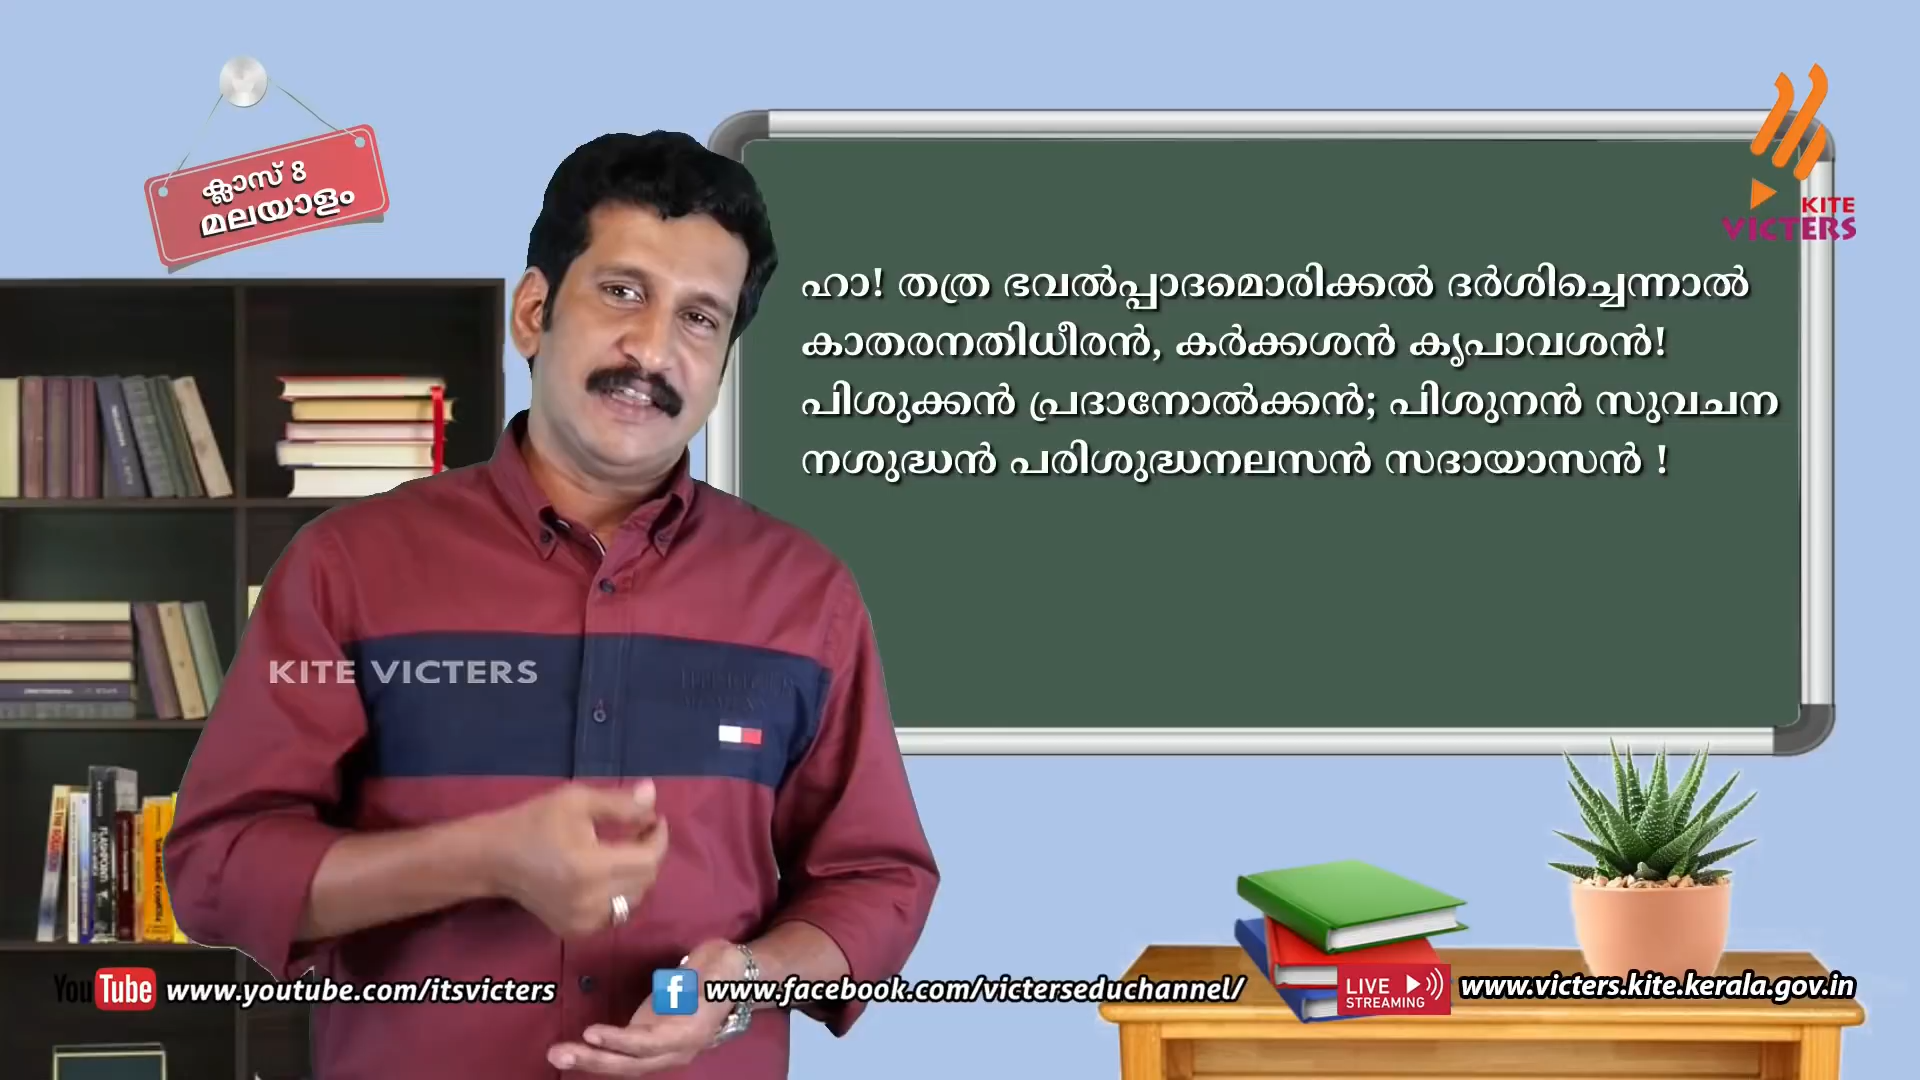 ക്ലാസ് 8
മലയാളം
KITE
VICTERS
ഹാ! തത്ര ഭവൽപ്പാദമൊരിക്കൽ ദർശിച്ചെന്നാൽ
കാതരനതിധീരൻ, കർക്കശൻ കൃപാവശൻ!
പിശുക്കൻ പ്രദാനോൽക്കൻ; പിശുനൻ സുവചന
നശുദ്ധൻ പരിശുദ്ധനലസൻ സദായാസൻ !
KITE VICTERS
YouTube www.youtube.com/itsvicters
f www.facebook.com/victerseduchannel/
LIVE STREAMING www.victers.kite.kerala.gov.in